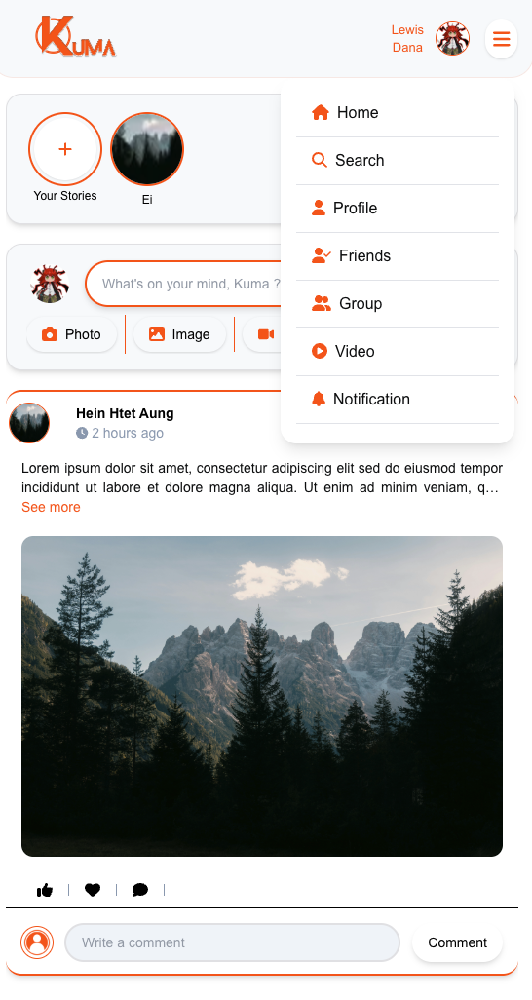 KUMA
Lewis
Dana
Home
Search
Profile
Friends
Group
Video
Notification
Your Stories
Ei
What's on your mind, Kuma ?
Photo
Image
Hein Htet Aung
2 hours ago
Lorem ipsum dolor sit amet, consectetur adipiscing elit sed do eiusmod tempor
incididunt ut labore et dolore magna aliqua. Ut enim ad minim veniam, q…
See more
Write a comment
Comment